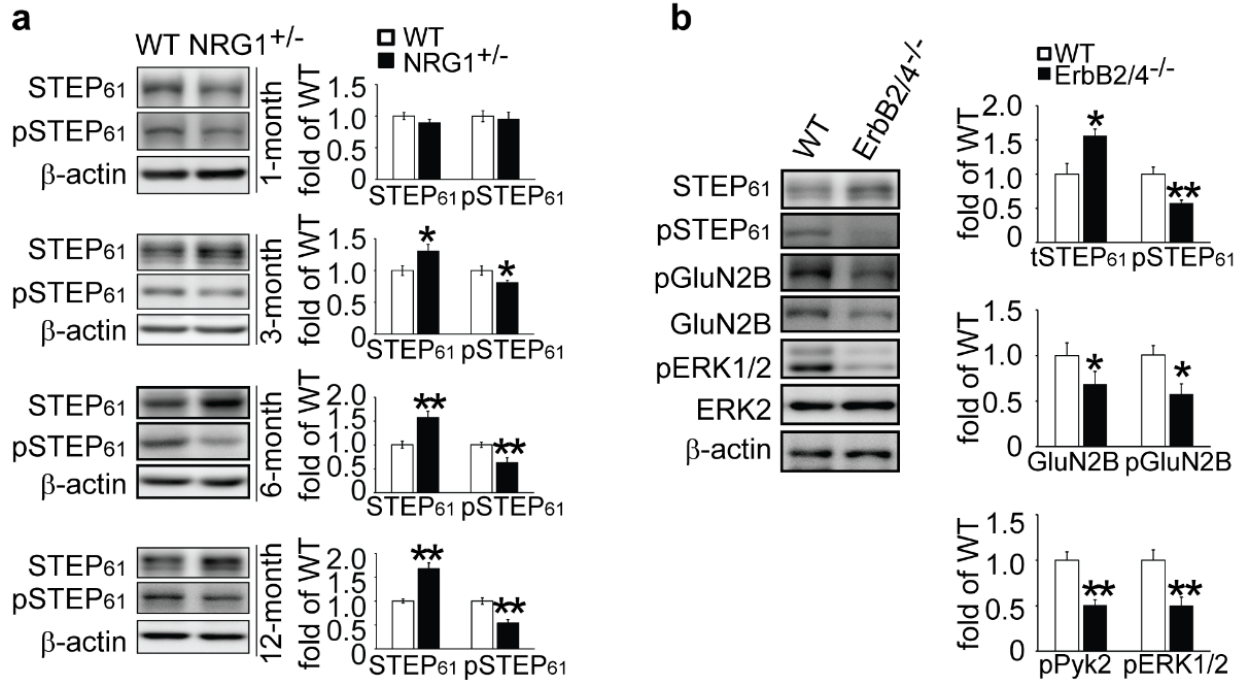 a
WT NRG1+/-
STEP61
pSTEP61
β-actin
1-month
WT
NRG1+/-
fold of WT
1.5
1.0
0.5
0
STEP61 pSTEP61
STEP61
pSTEP61
β-actin
3-month
fold of WT
1.5
1.0
0.5
0
* *
STEP61 pSTEP61
STEP61
pSTEP61
β-actin
6-month
fold of WT
2.0
1.5
1.0
0.5
0
** **
STEP61 pSTEP61
STEP61
pSTEP61
β-actin
12-month
fold of WT
2.0
1.5
1.0
0.5
0
** **
STEP61 pSTEP61
b
WT ErbB2/4-/-
STEP61
pSTEP61
pGluN2B
GluN2B
pERK1/2
ERK2
β-actin
WT
ErbB2/4-/-
fold of WT
2.0
1.5
1.0
0.5
0
* **
tSTEP61 pSTEP61
fold of WT
1.5
1.0
0.5
0
* *
GluN2B pGluN2B
fold of WT
1.5
1.0
0.5
0
** **
pPyk2 pERK1/2